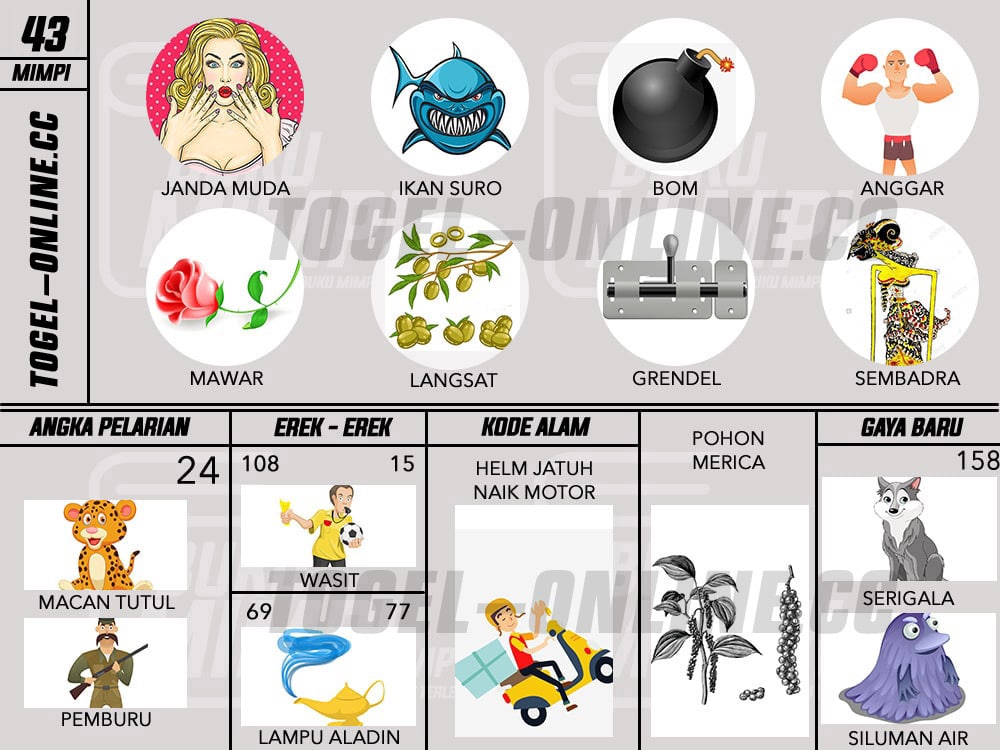 43
MIMPI
TOGEL-ONLINE.CC
JANDA MUDA
IKAN SURO
BOM
ANGGAR
TOGEL-ONLINE.CC
MAWAR
LANGSAT
GRENDEL
SEMBADRA
ANGKA PELARIAN
24
MACAN TUTUL
PEMBURU
EREK - EREK
108 15
WASIT
69 77
LAMPU ALADIN
KODE ALAM
HELM JATUH
NAIK MOTOR
POHON
MERICA
GAYA BARU
158
SERIGALA
SILUMAN AIR
TOGEL-ONLINE.CC